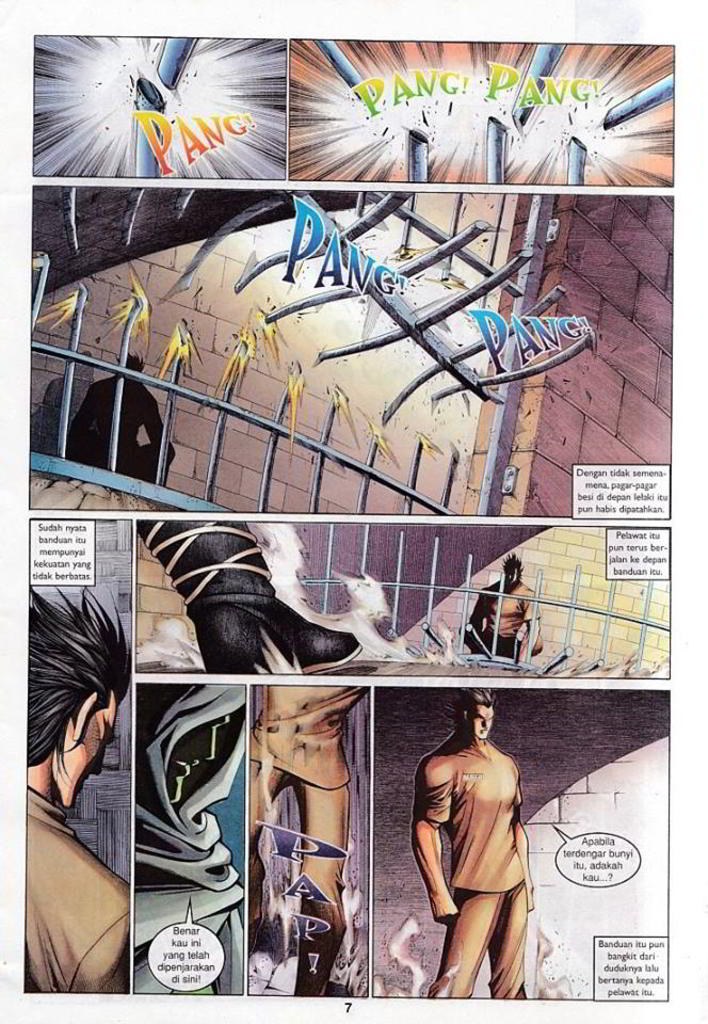 PANG!
PANG! PANG!
PANG!
PANG!
Dengan tidak semena-
mena, pagar-pagar
besi di depan lelaki itu
pun habis dipatahkan.
Sudah nyata
banduan itu
mempunyai
kekuatan yang
tidak berbatas.
Pelawat itu
pun terus ber-
jalan ke depan
banduan itu.
Benar
kau ini
yang telah
dipenjarakan
di sini!
PAP!
Apabila
terdengar bunyi
itu, adakah
kau...?
Banduan itu pun
bangkit dari
duduknya lalu
bertanya kepada
pelawat itu.
7